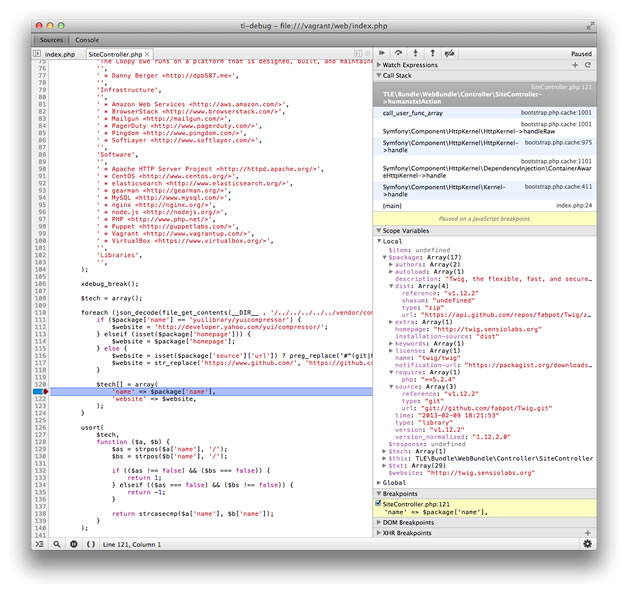 ti-debug - file:///vagrant/web/index.php
Sources Console
index.php SiteController.php ×
75 'The Loopy Ewe runs on a platform that is designed, built, and maintaine
76 '',
77 ' * Danny Berger <http://dpb587.me>',
78 '',
79 'Infrastructure',
80 '',
81 ' * Amazon Web Services <http://aws.amazon.com/>',
82 ' * BrowserStack <http://www.browserstack.com/>',
83 ' * Mailgun <http://mailgun.com/>',
84 ' * PagerDuty <http://www.pagerduty.com/>',
85 ' * Pingdom <http://www.pingdom.com/>',
86 ' * SoftLayer <http://www.softlayer.com/>',
87 '',
88 'Software',
89 '',
90 ' * Apache HTTP Server Project <http://httpd.apache.org/>',
91 ' * CentOS <http://www.centos.org/>',
92 ' * elasticsearch <http://www.elasticsearch.org/>',
93 ' * gearman <http://gearman.org/>',
94 ' * MySQL <http://www.mysql.com/>',
95 ' * nginx <http://nginx.org/>',
96 ' * node.js <http://nodejs.org/>',
97 ' * PHP <http://www.php.net/>',
98 ' * Puppet <http://puppetlabs.com/>',
99 ' * Vagrant <http://www.vagrantup.com/>',
100 ' * VirtualBox <https://www.virtualbox.org/>',
101 '',
102 'Libraries',
103 '',
104 );
105
106 xdebug_break();
107
108 $tech = array();
109
110 foreach (json_decode(file_get_contents(__DIR__ . '/../../../../../vendor/com
111 if ($package['name'] == 'yuilibrary/yuicompressor') {
112 $website = 'http://developer.yahoo.com/yui/compressor/';
113 } elseif (isset($package['homepage'])) {
114 $website = $package['homepage'];
115 } else {
116 $website = isset($package['source']['url']) ? preg_replace('#^(git|h
117 $website = str_replace('https://www.github.com/', 'https://github.co
118 }
119
120 $tech[] = array(
121 'name' => $package['name'],
122 'website' => $website,
123 );
124 }
125
126 usort(
127 $tech,
128 function ($a, $b) {
129 $as = strpos($a['name'], '/');
130 $bs = strpos($b['name'], '/');
131
132 if (($as !== false) && ($bs === false)) {
133 return 1;
134 } elseif (($as === false) && ($bs !== false)) {
135 return -1;
136 }
137
138 return strcasecmp($a['name'], $b['name']);
139 }
140 );
141
{ } Line 121, Column 1
Paused
Watch Expressions
Call Stack
SiteController.php:121
TLE\Bundle\WebBundle\Controller\SiteController->humanstxtAction
call_user_func_array bootstrap.php.cache:1001
bootstrap.php.cache:1001
Symfony\Component\HttpKernel\HttpKernel->handleRaw
Symfony\Component\HttpKernel\HttpKernel bootstrap.php.cache:975
->handle
bootstrap.php.cache:1101
Symfony\Component\HttpKernel\DependencyInjection\ContainerAwa
reHttpKernel->handle
Symfony\Component\HttpKernel\Kernel- bootstrap.php.cache:411
>handle
{main} index.php:24
Paused on a JavaScript breakpoint.
Scope Variables
Local
$item: undefined
$package: Array(17)
authors: Array(2)
autoload: Array(1)
description: "Twig, the flexible, fast, and secure…
dist: Array(4)
reference: "v1.12.2"
shasum: "undefined"
type: "zip"
url: "https://api.github.com/repos/fabpot/Twig/z…
extra: Array(1)
homepage: "http://twig.sensiolabs.org"
installation-source: "dist"
keywords: Array(1)
license: Array(1)
name: "twig/twig"
notification-url: "https://packagist.org/downloads…
require: Array(1)
php: ">=5.2.4"
source: Array(3)
reference: "v1.12.2"
type: "git"
url: "git://github.com/fabpot/Twig.git"
time: "2013-02-09 18:21:53"
type: "library"
version: "v1.12.2"
version_normalized: "1.12.2.0"
$response: undefined
$tech: Array(1)
$this: TLE\Bundle\WebBundle\Controller\SiteController
$txt: Array(29)
$website: "http://twig.sensiolabs.org"
Global
Breakpoints
SiteController.php:121
'name' => $package['name'],
DOM Breakpoints
XHR Breakpoints